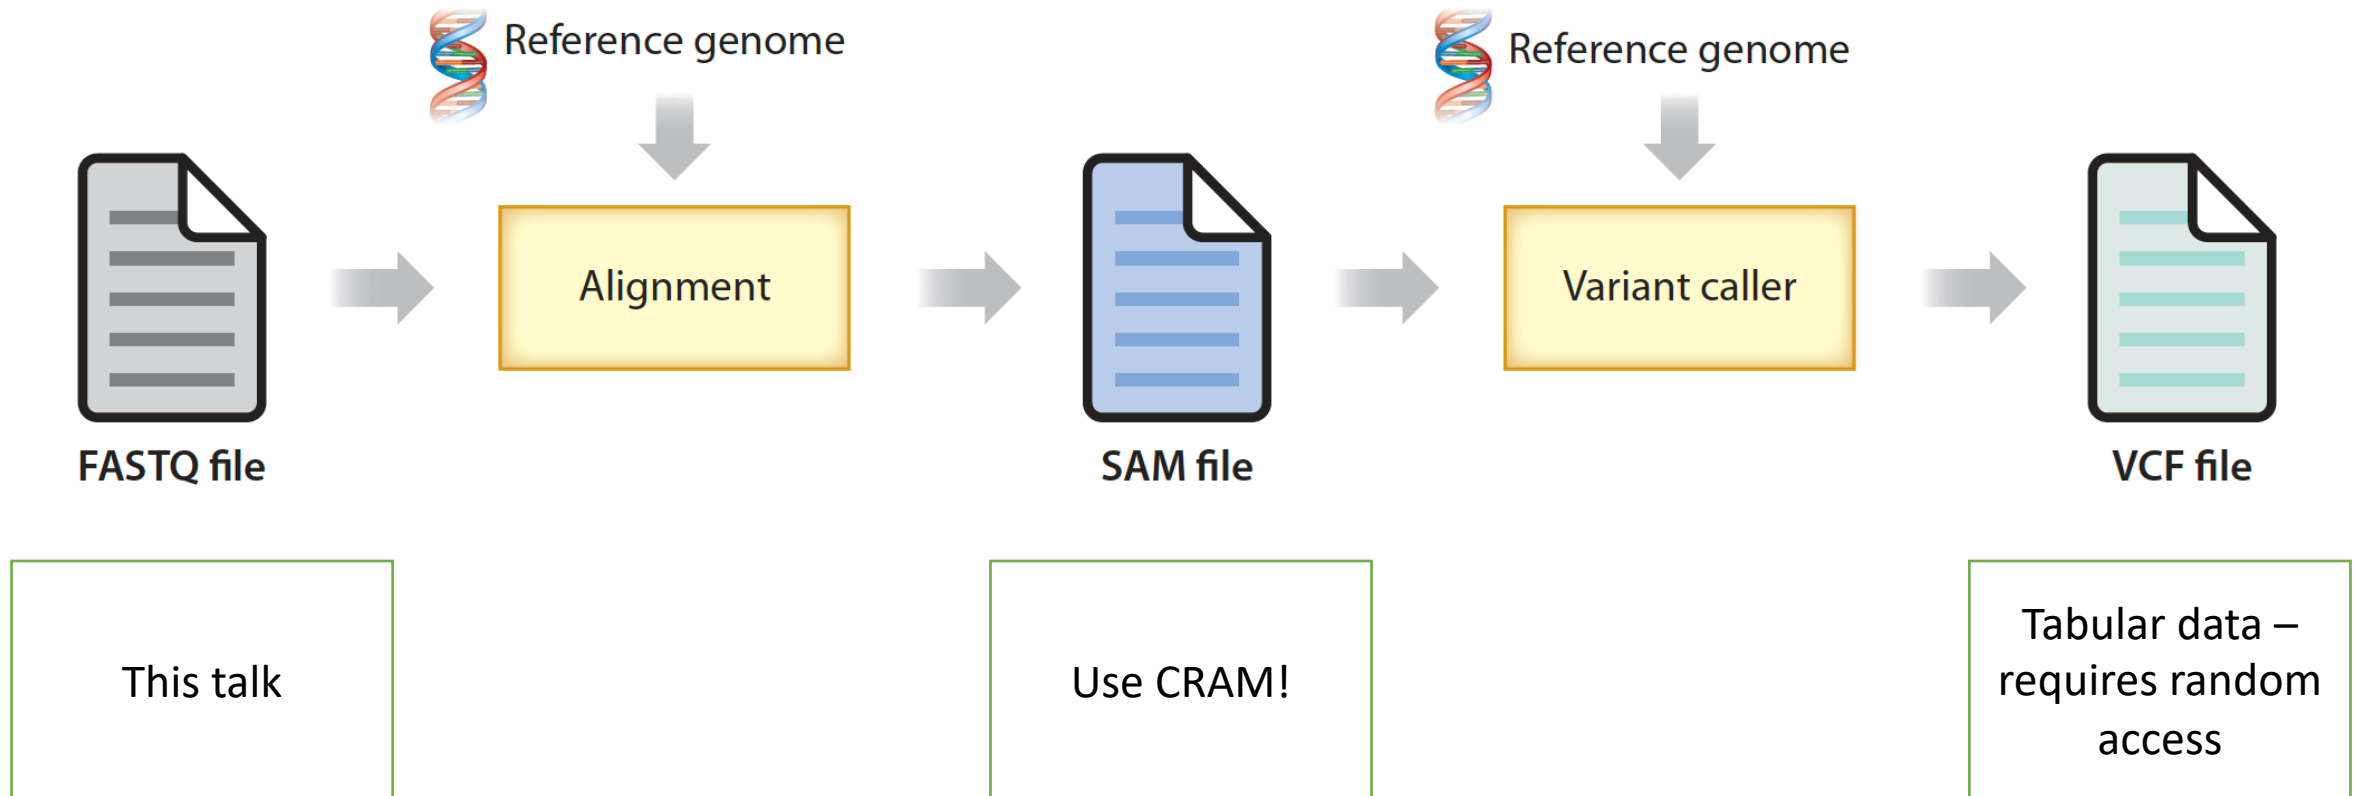 Reference genome
Reference genome
Alignment
Variant caller
FASTQ file
SAM file
VCF file
This talk
Use CRAM!
Tabular data –
requires random
access